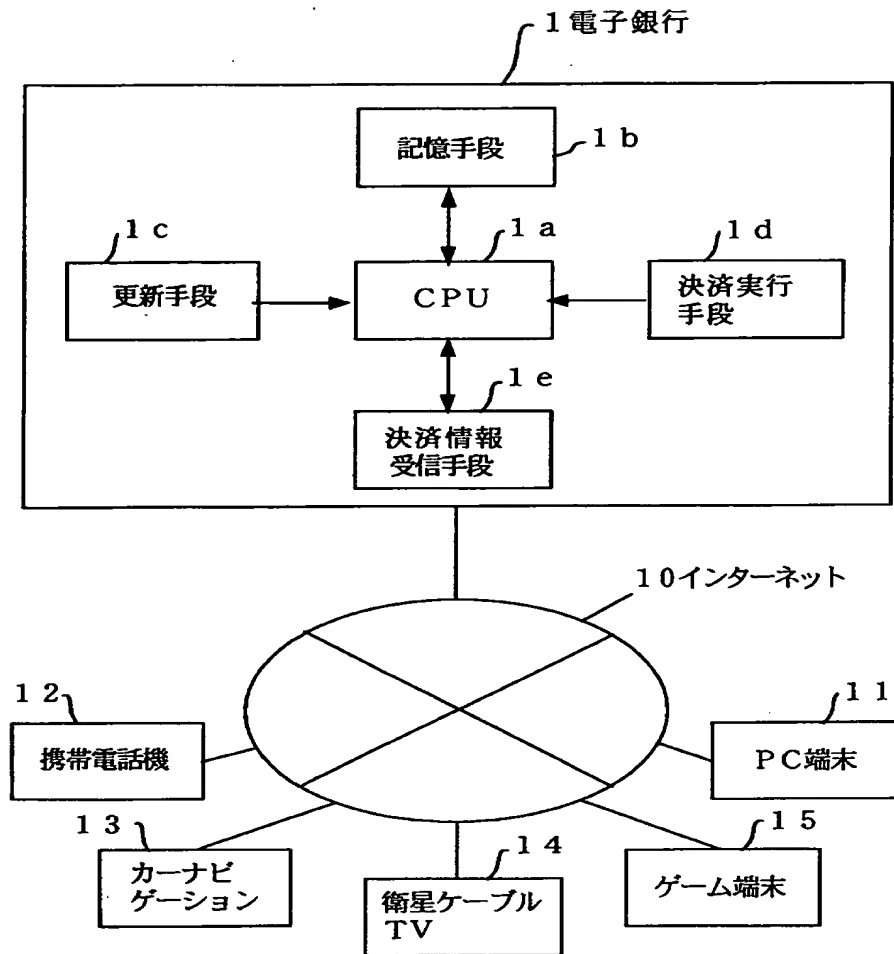 1電子銀行
記憶手段
1b
1c
1a
1d
更新手段
CPU
決済実行
手段
1e
決済情報
受信手段
10インターネット
12
11
携帯電話機
PC端末
13
14
15
カーナビ
ゲーション
衛星ケーブル
TV
ゲーム端末